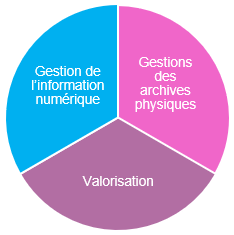 Gestion de
l'information
numérique
Gestions
des
archives
physiques
Valorisation